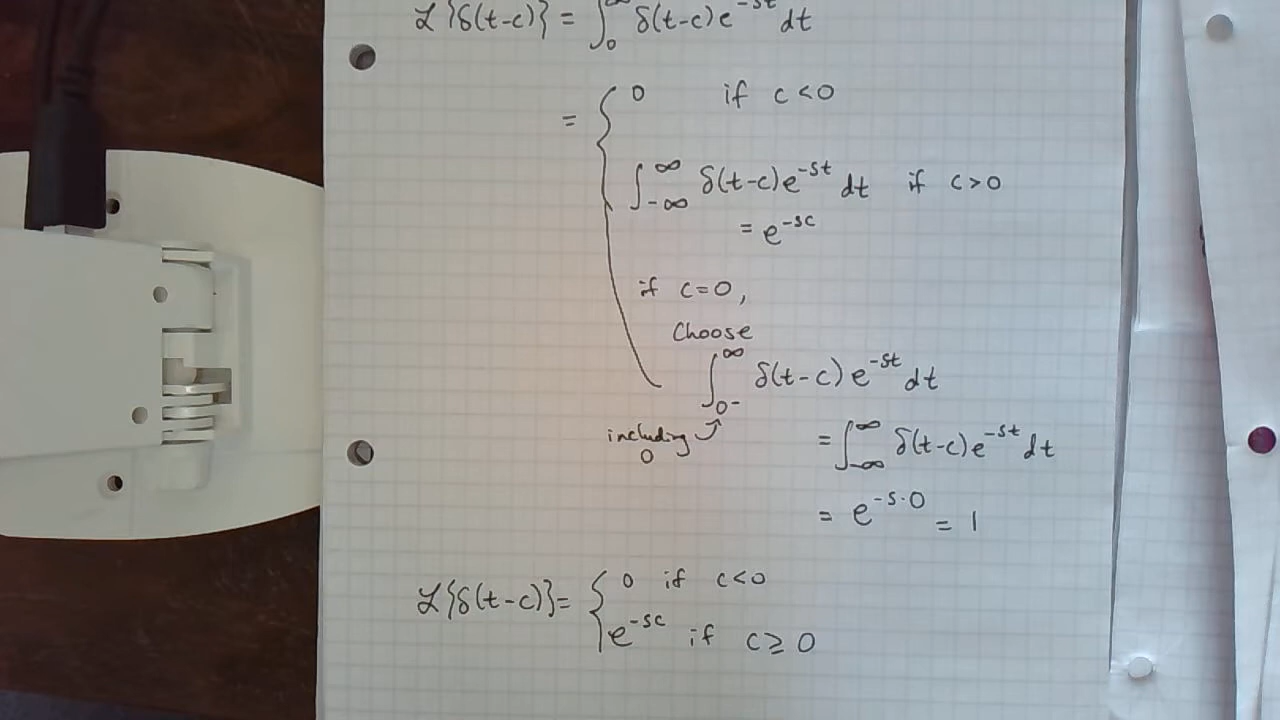 ℒ{δ(t-c)} = ∫₀^∞ δ(t-c)e^{-st} dt
= { 0 if c<0
∫_{-∞}^{∞} δ(t-c)e^{-st} dt if c>0
= e^{-sc}
if c=0,
Choose
∫_{0-}^{∞} δ(t-c) e^{-st} dt
including 0
= ∫_{-∞}^{∞} δ(t-c)e^{-st} dt
= e^{-s·0} = 1
ℒ{δ(t-c)} = { 0 if c<0
e^{-sc} if c≥0